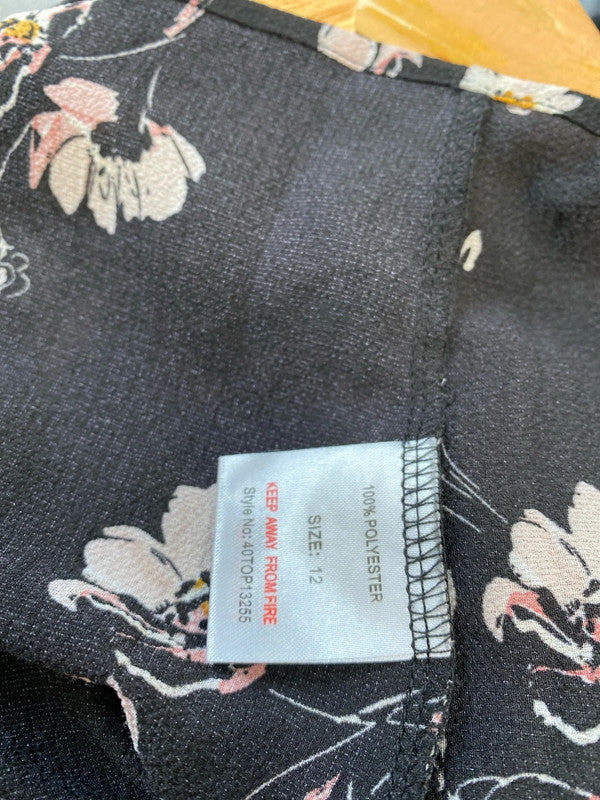 100% POLYESTER
SIZE: 12
KEEP AWAY FROM FIRE
Style No:40TOP13255